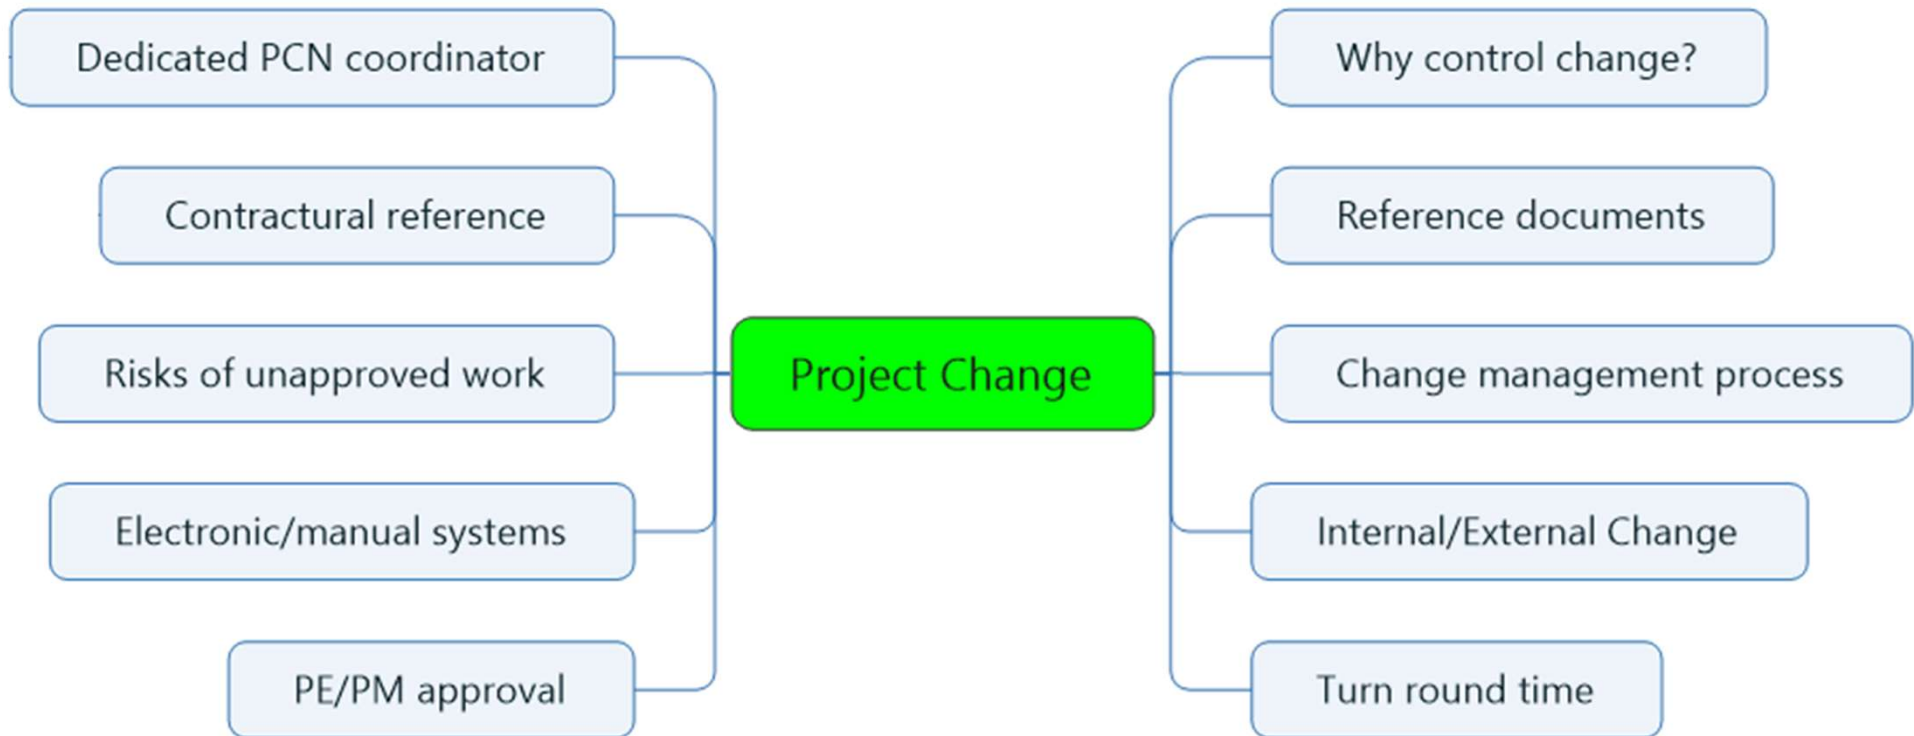 Dedicated PCN coordinator
Contractural reference
Risks of unapproved work
Electronic/manual systems
PE/PM approval
Project Change
Why control change?
Reference documents
Change management process
Internal/External Change
Turn round time